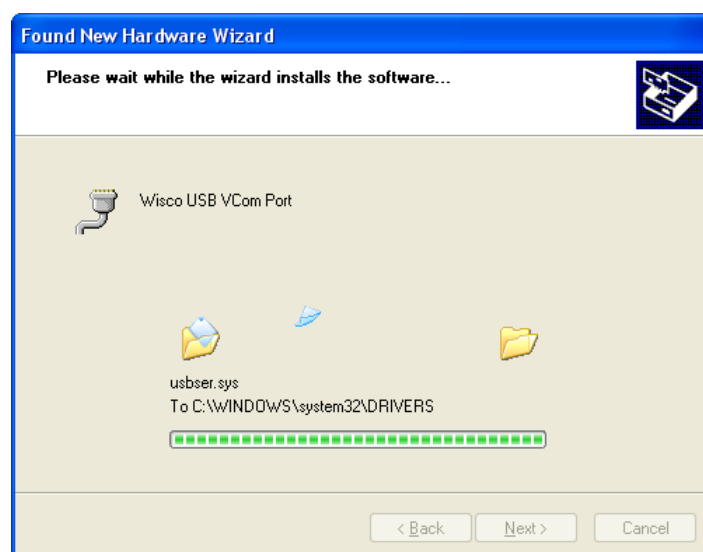 Found New Hardware Wizard
Please wait while the wizard installs the software...
Wisco USB VCom Port
usbser.sys
To C:\WINDOWS\system32\DRIVERS
< Back Next > Cancel